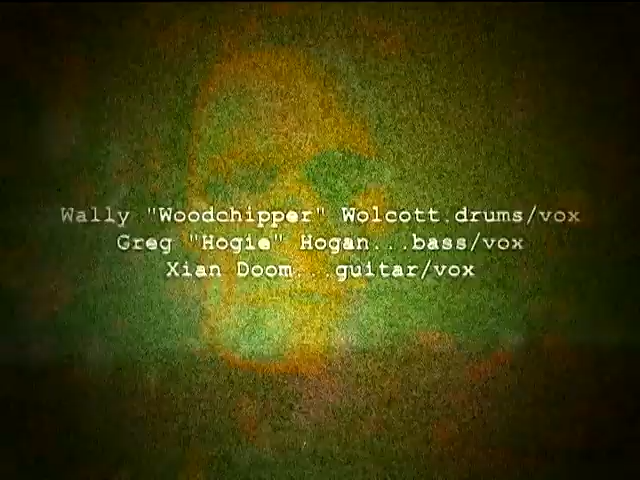 Wally "Woodchipper" Wolcott.drums/vox
Greg "Hogie" Hogan...bass/vox
Xian Doom...guitar/vox